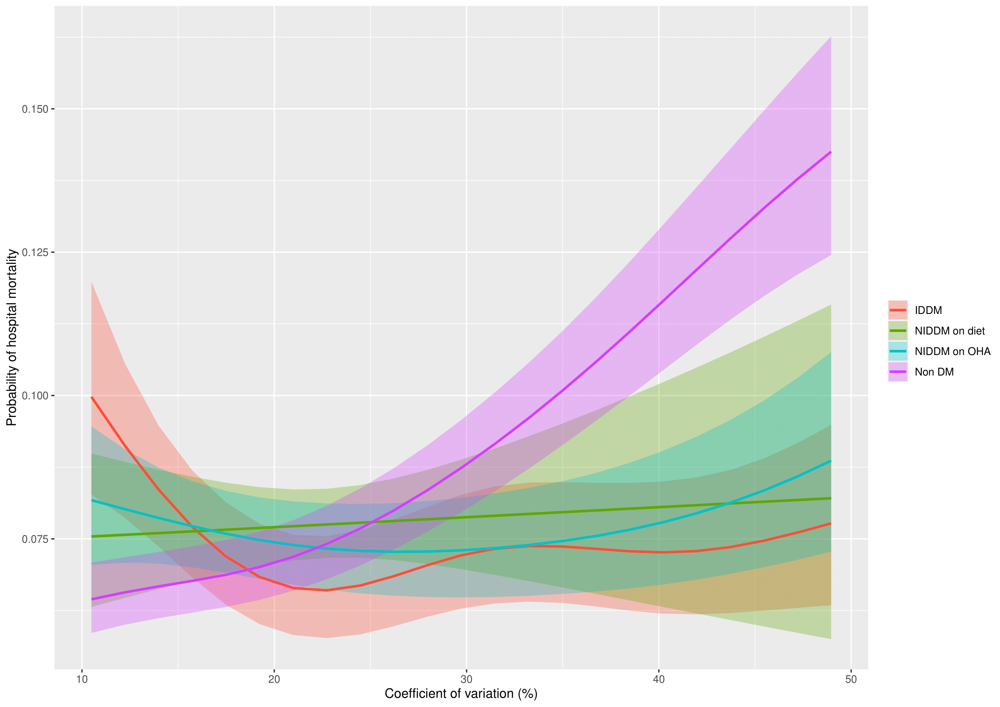 Probability of hospital mortality
0.150
0.125
0.100
0.075
10 20 30 40 50
Coefficient of variation (%)
IDDM
NIDDM on diet
NIDDM on OHA
Non DM